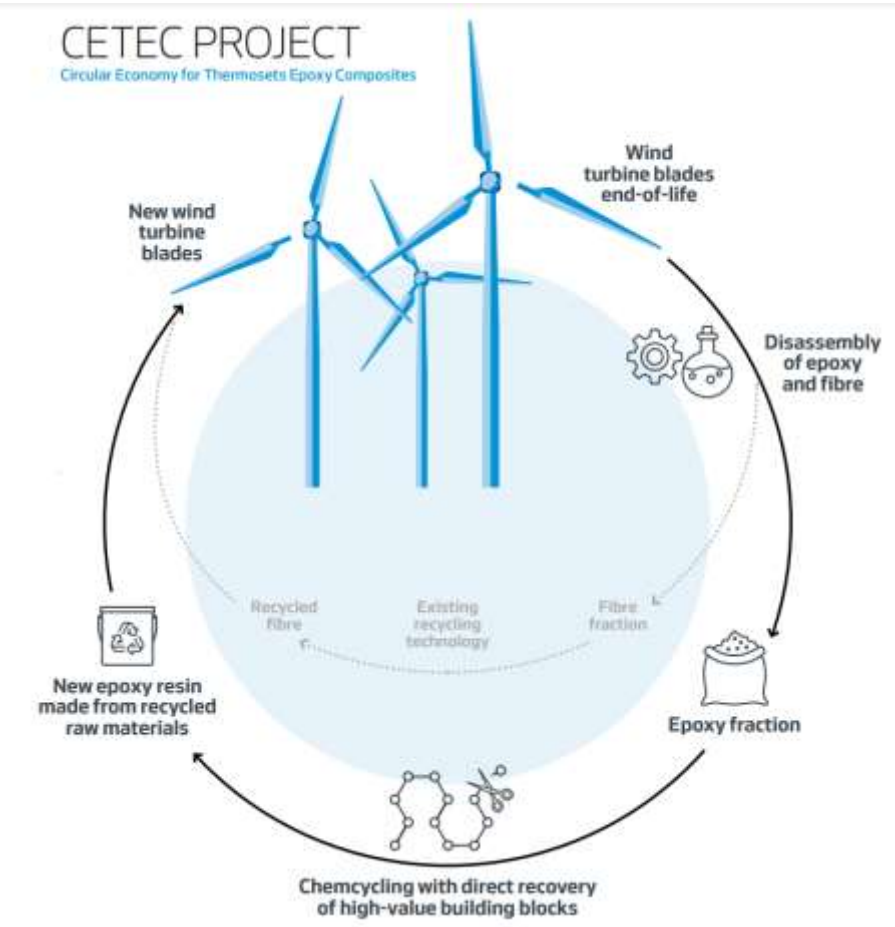 CETEC PROJECT
Circular Economy for Thermosets Epoxy Composites
Wind
turbine blades
end-of-life
New wind
turbine
blades
Disassembly
of epoxy
and fibre
Recycled
fibre
Existing
recycling
technology
Fibre
fraction
New epoxy resin
made from recycled
raw materials
Epoxy fraction
Chemcycling with direct recovery
of high-value building blocks